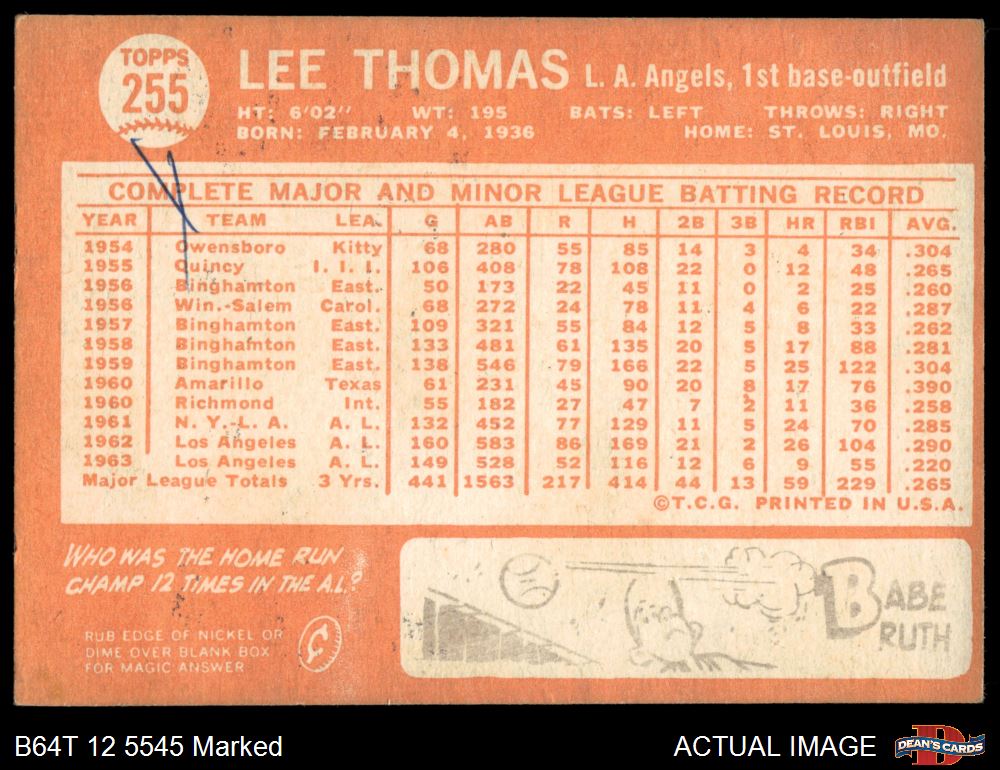 TOPPS
255
LEE THOMAS L. A. Angels, 1st base-outfield
HT: 6'02" WT: 195 BATS: LEFT THROWS: RIGHT
BORN: FEBRUARY 4, 1936 HOME: ST. LOUIS, MO.
COMPLETE MAJOR AND MINOR LEAGUE BATTING RECORD
YEAR TEAM LEA. G AB R H 2B 3B HR RBI AVG.
1954 Owensboro Kitty 68 280 55 85 14 3 4 34 .304
1955 Quincy I. I. I. 106 408 78 108 22 0 12 48 .265
1956 Binghamton East. 50 173 22 45 11 0 2 25 .260
1956 Win.-Salem Carol. 68 272 24 78 11 4 6 22 .287
1957 Binghamton East. 109 321 55 84 12 5 8 33 .262
1958 Binghamton East. 133 481 61 135 20 5 17 88 .281
1959 Binghamton East. 138 546 79 166 22 5 25 122 .304
1960 Amarillo Texas 61 231 45 90 20 8 17 76 .390
1960 Richmond Int. 55 182 27 47 7 2 11 36 .258
1961 N. Y.-L. A. A. L. 132 452 77 129 11 5 24 70 .285
1962 Los Angeles A. L. 160 583 86 169 21 2 26 104 .290
1963 Los Angeles A. L. 149 528 52 116 12 6 9 55 .220
Major League Totals 3 Yrs. 441 1563 217 414 44 13 59 229 .265
©T.C.G. PRINTED IN U.S.A.
WHO WAS THE HOME RUN
CHAMP 12 TIMES IN THE A.L.?
RUB EDGE OF NICKEL OR
DIME OVER BLANK BOX
FOR MAGIC ANSWER
BABE
RUTH
B64T 12 5545 Marked
ACTUAL IMAGE
DEAN'S CARDS